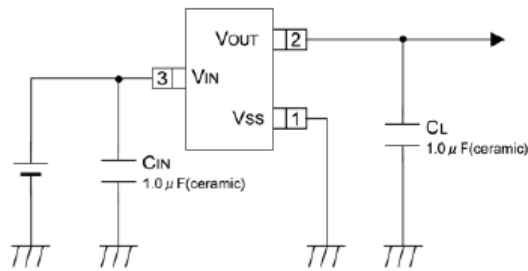 VOUT 2
3 VIN
VSS 1
CIN
1.0 μ F(ceramic)
CL
1.0 μ F(ceramic)